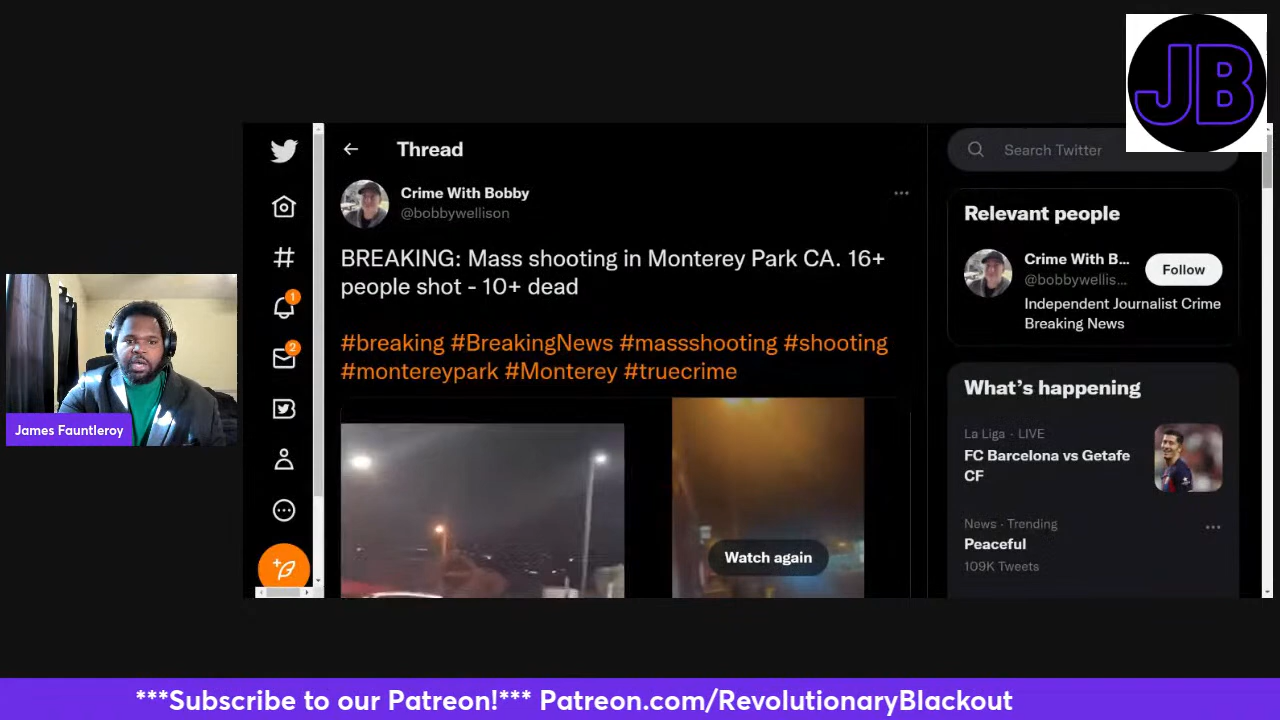 JB
Thread
Search Twitter
Crime With Bobby
@bobbywellison
BREAKING: Mass shooting in Monterey Park CA. 16+
people shot - 10+ dead
#breaking #BreakingNews #massshooting #shooting
#montereypark #Monterey #truecrime
Watch again
1
2
Relevant people
Crime With B...
@bobbywellis...
Follow
Independent Journalist Crime
Breaking News
What's happening
La Liga · LIVE
FC Barcelona vs Getafe
CF
News · Trending
Peaceful
109K Tweets
James Fauntleroy
***Subscribe to our Patreon!*** Patreon.com/RevolutionaryBlackout